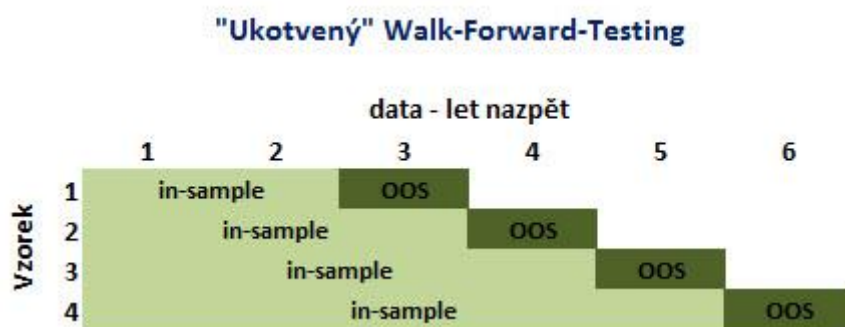 "Ukotvený" Walk-Forward-Testing
data - let nazpět
1 2 3 4 5 6
Vzorek
1 in-sample OOS
2 in-sample OOS
3 in-sample OOS
4 in-sample OOS